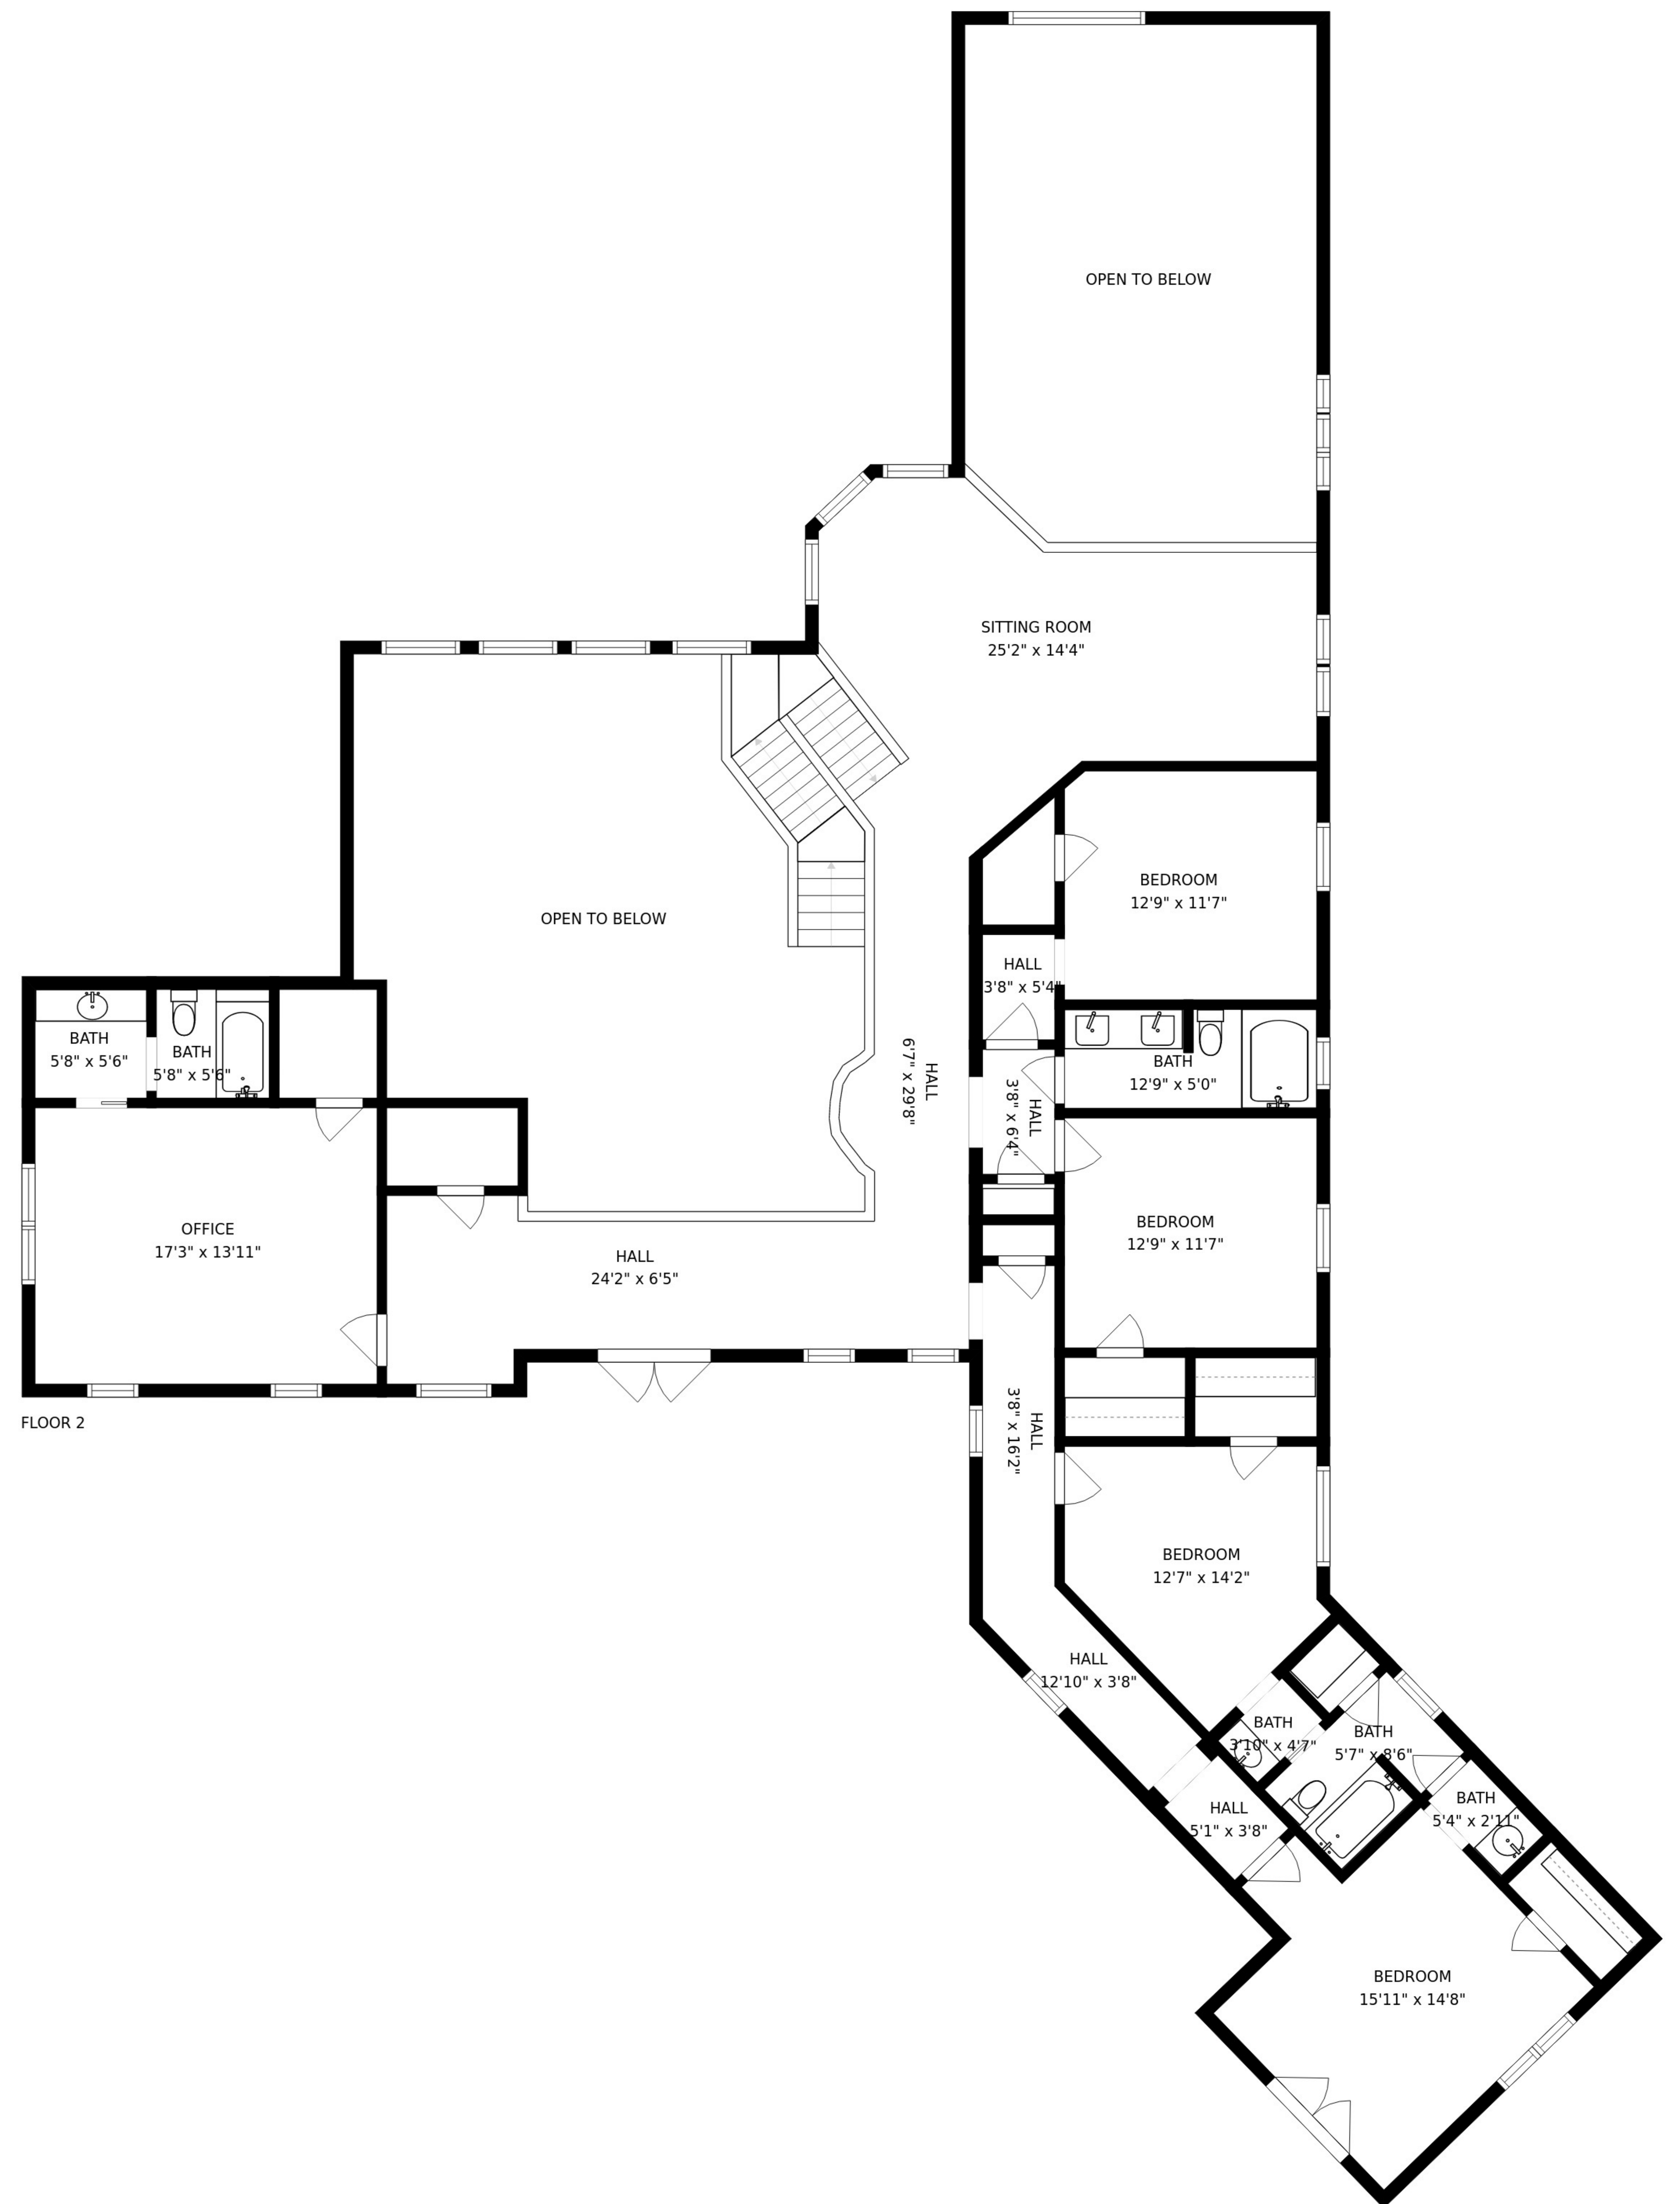 OPEN TO BELOW
SITTING ROOM
25'2" x 14'4"
BEDROOM
12'9" x 11'7"
OPEN TO BELOW
HALL
3'8" x 5'4"
BATH
5'8" x 5'6"
BATH
5'8" x 5'6"
HALL
6'7" x 29'8"
HALL
3'8" x 6'4"
BATH
12'9" x 5'0"
OFFICE
17'3" x 13'11"
HALL
24'2" x 6'5"
BEDROOM
12'9" x 11'7"
FLOOR 2
HALL
3'8" x 16'2"
BEDROOM
12'7" x 14'2"
HALL
12'10" x 3'8"
BATH
3'10" x 4'7"
BATH
5'7" x 8'6"
HALL
5'1" x 3'8"
BATH
5'4" x 2'11"
BEDROOM
15'11" x 14'8"